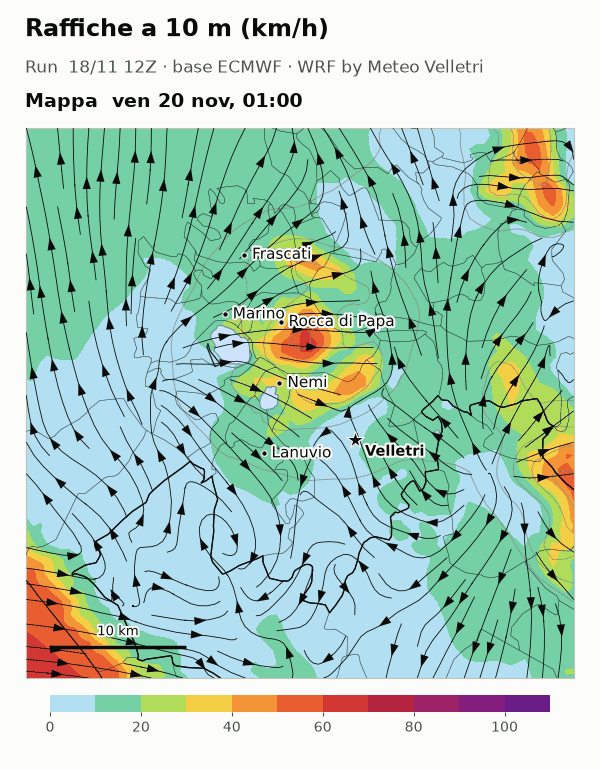 Raffiche a 10 m (km/h)
Run  18/11 12Z · base ECMWF · WRF by Meteo Velletri
Mappa  ven 20 nov, 01:00
Frascati
Marino
Rocca di Papa
Nemi
Velletri
Lanuvio
10 km
0 20 40 60 80 100